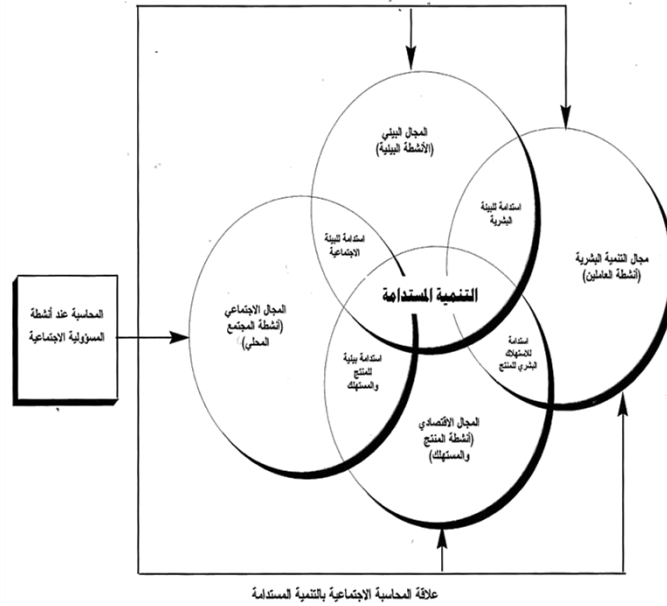 المجال البيئي
(الأنشطة البيئية)
استدامة للبيئة
البشرية
مجال التنمية البشرية
(أنشطة العاملين)
استدامة للبيئة
الاجتماعية
التنمية المستدامة
المحاسبة عند أنشطة
المسؤولية الاجتماعية
المجال الاجتماعي
(أنشطة المجتمع
المحلي)
استدامة بيئية
للمنتج
والمستهلك
استدامة
للاستهلاك
البشري للمنتج
المجال الاقتصادي
(أنشطة المنتج
والمستهلك)
علاقة المحاسبة الاجتماعية بالتنمية المستدامة